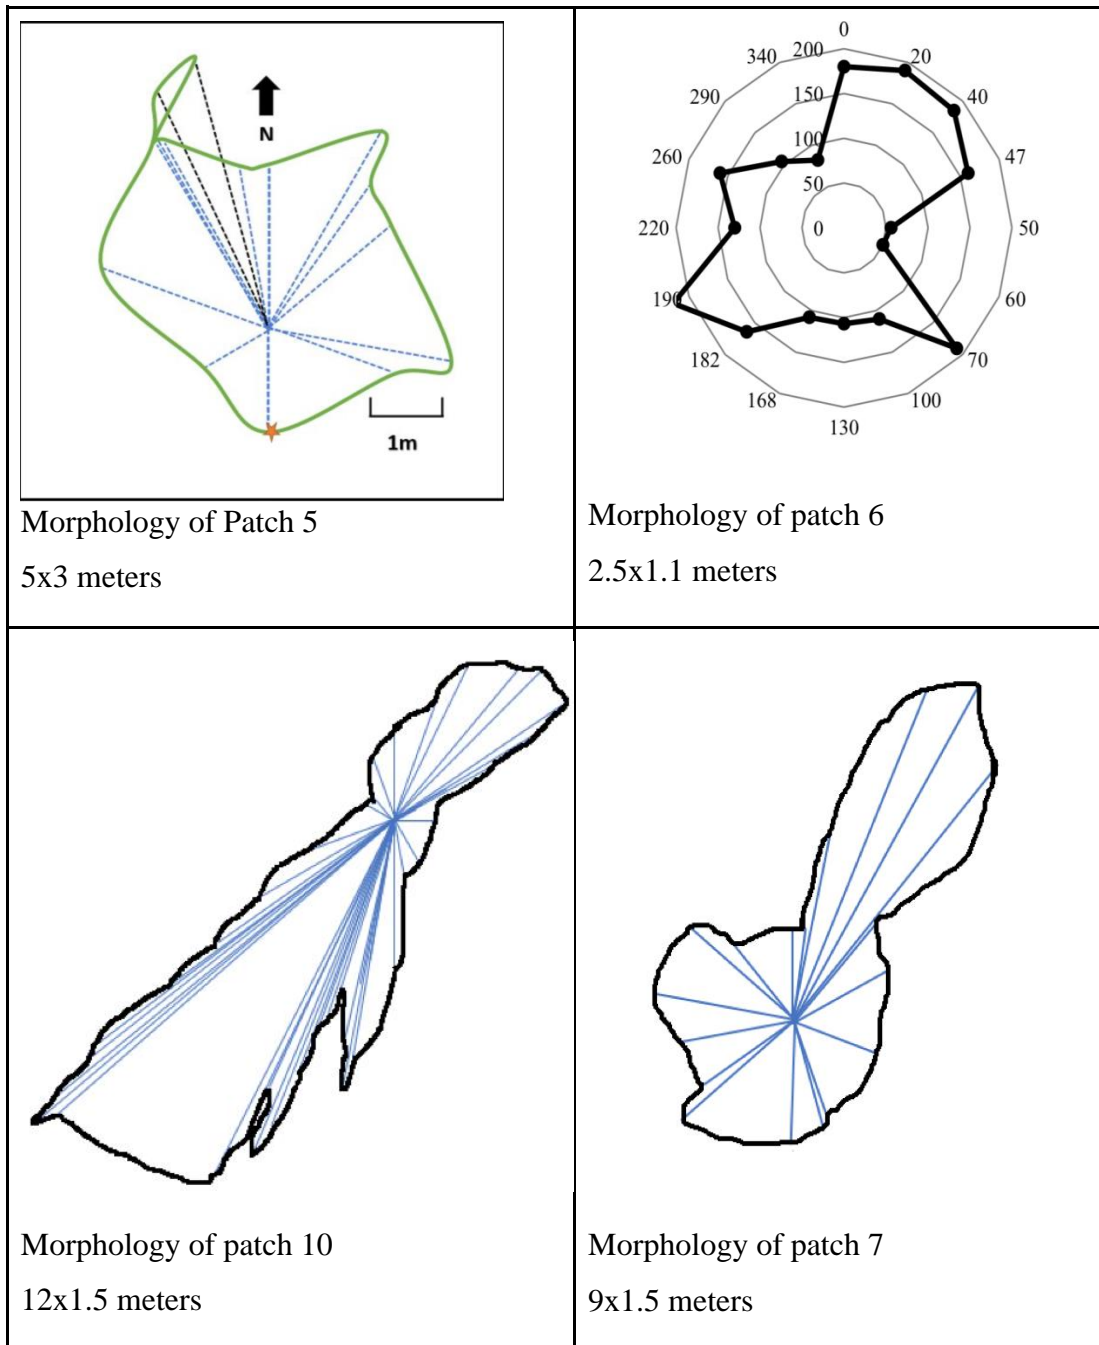 N
1m
Morphology of Patch 5
5x3 meters
0
20
40
47
50
60
70
100
130
168
182
190
220
260
290
340
200
150
100
50
0
Morphology of patch 6
2.5x1.1 meters
Morphology of patch 10
12x1.5 meters
Morphology of patch 7
9x1.5 meters